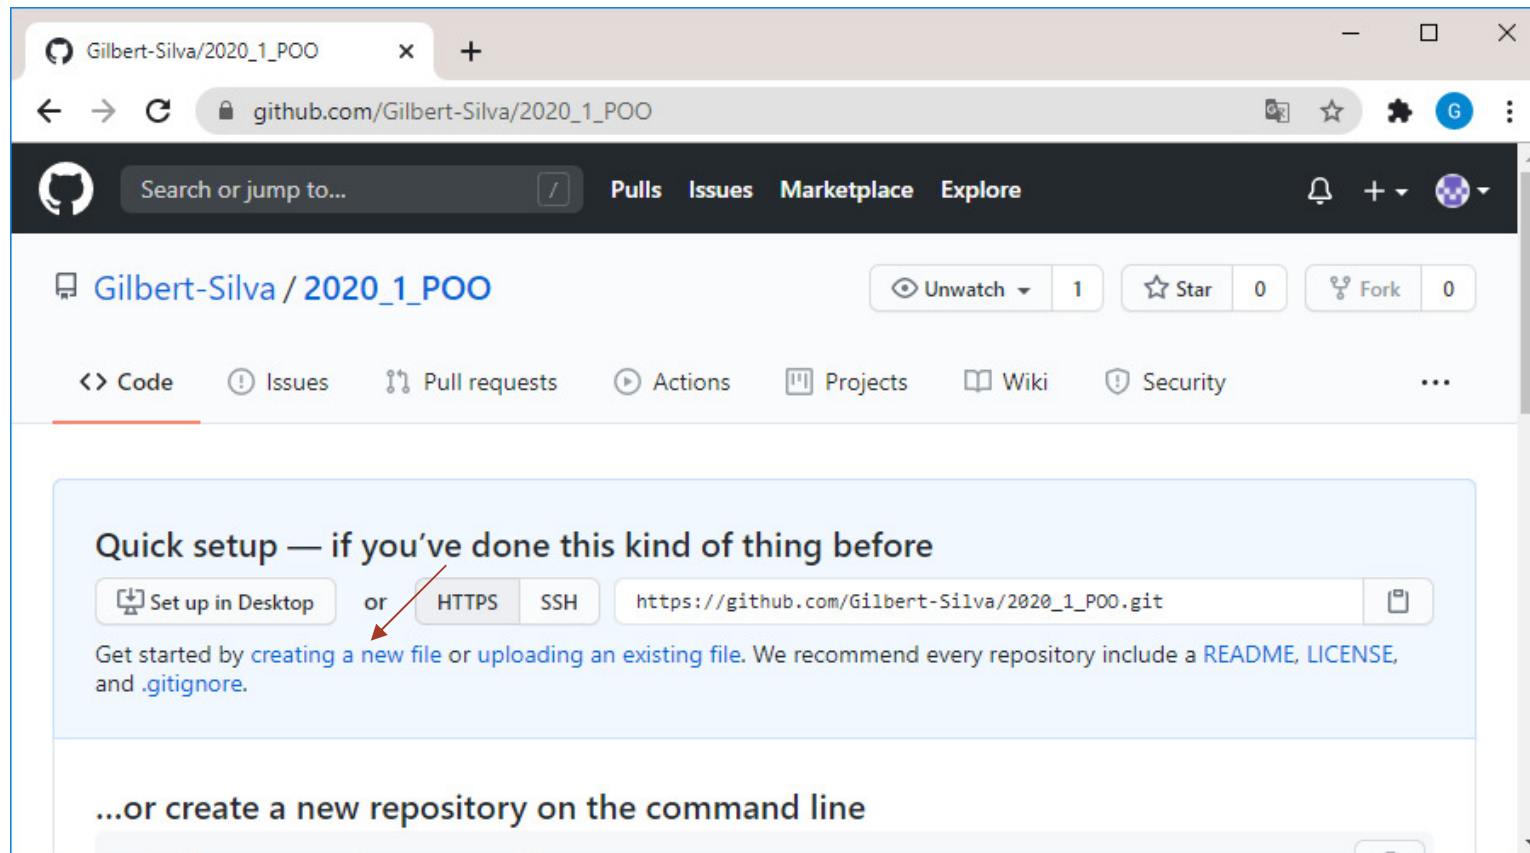 Gilbert-Silva/2020_1_POO
github.com/Gilbert-Silva/2020_1_POO
G
Search or jump to... / Pulls Issues Marketplace Explore
Gilbert-Silva / 2020_1_POO Unwatch 1 Star 0 Fork 0
Code Issues Pull requests Actions Projects Wiki Security
Quick setup — if you’ve done this kind of thing before
Set up in Desktop or HTTPS SSH https://github.com/Gilbert-Silva/2020_1_POO.git
Get started by creating a new file or uploading an existing file. We recommend every repository include a README, LICENSE,
and .gitignore.
…or create a new repository on the command line